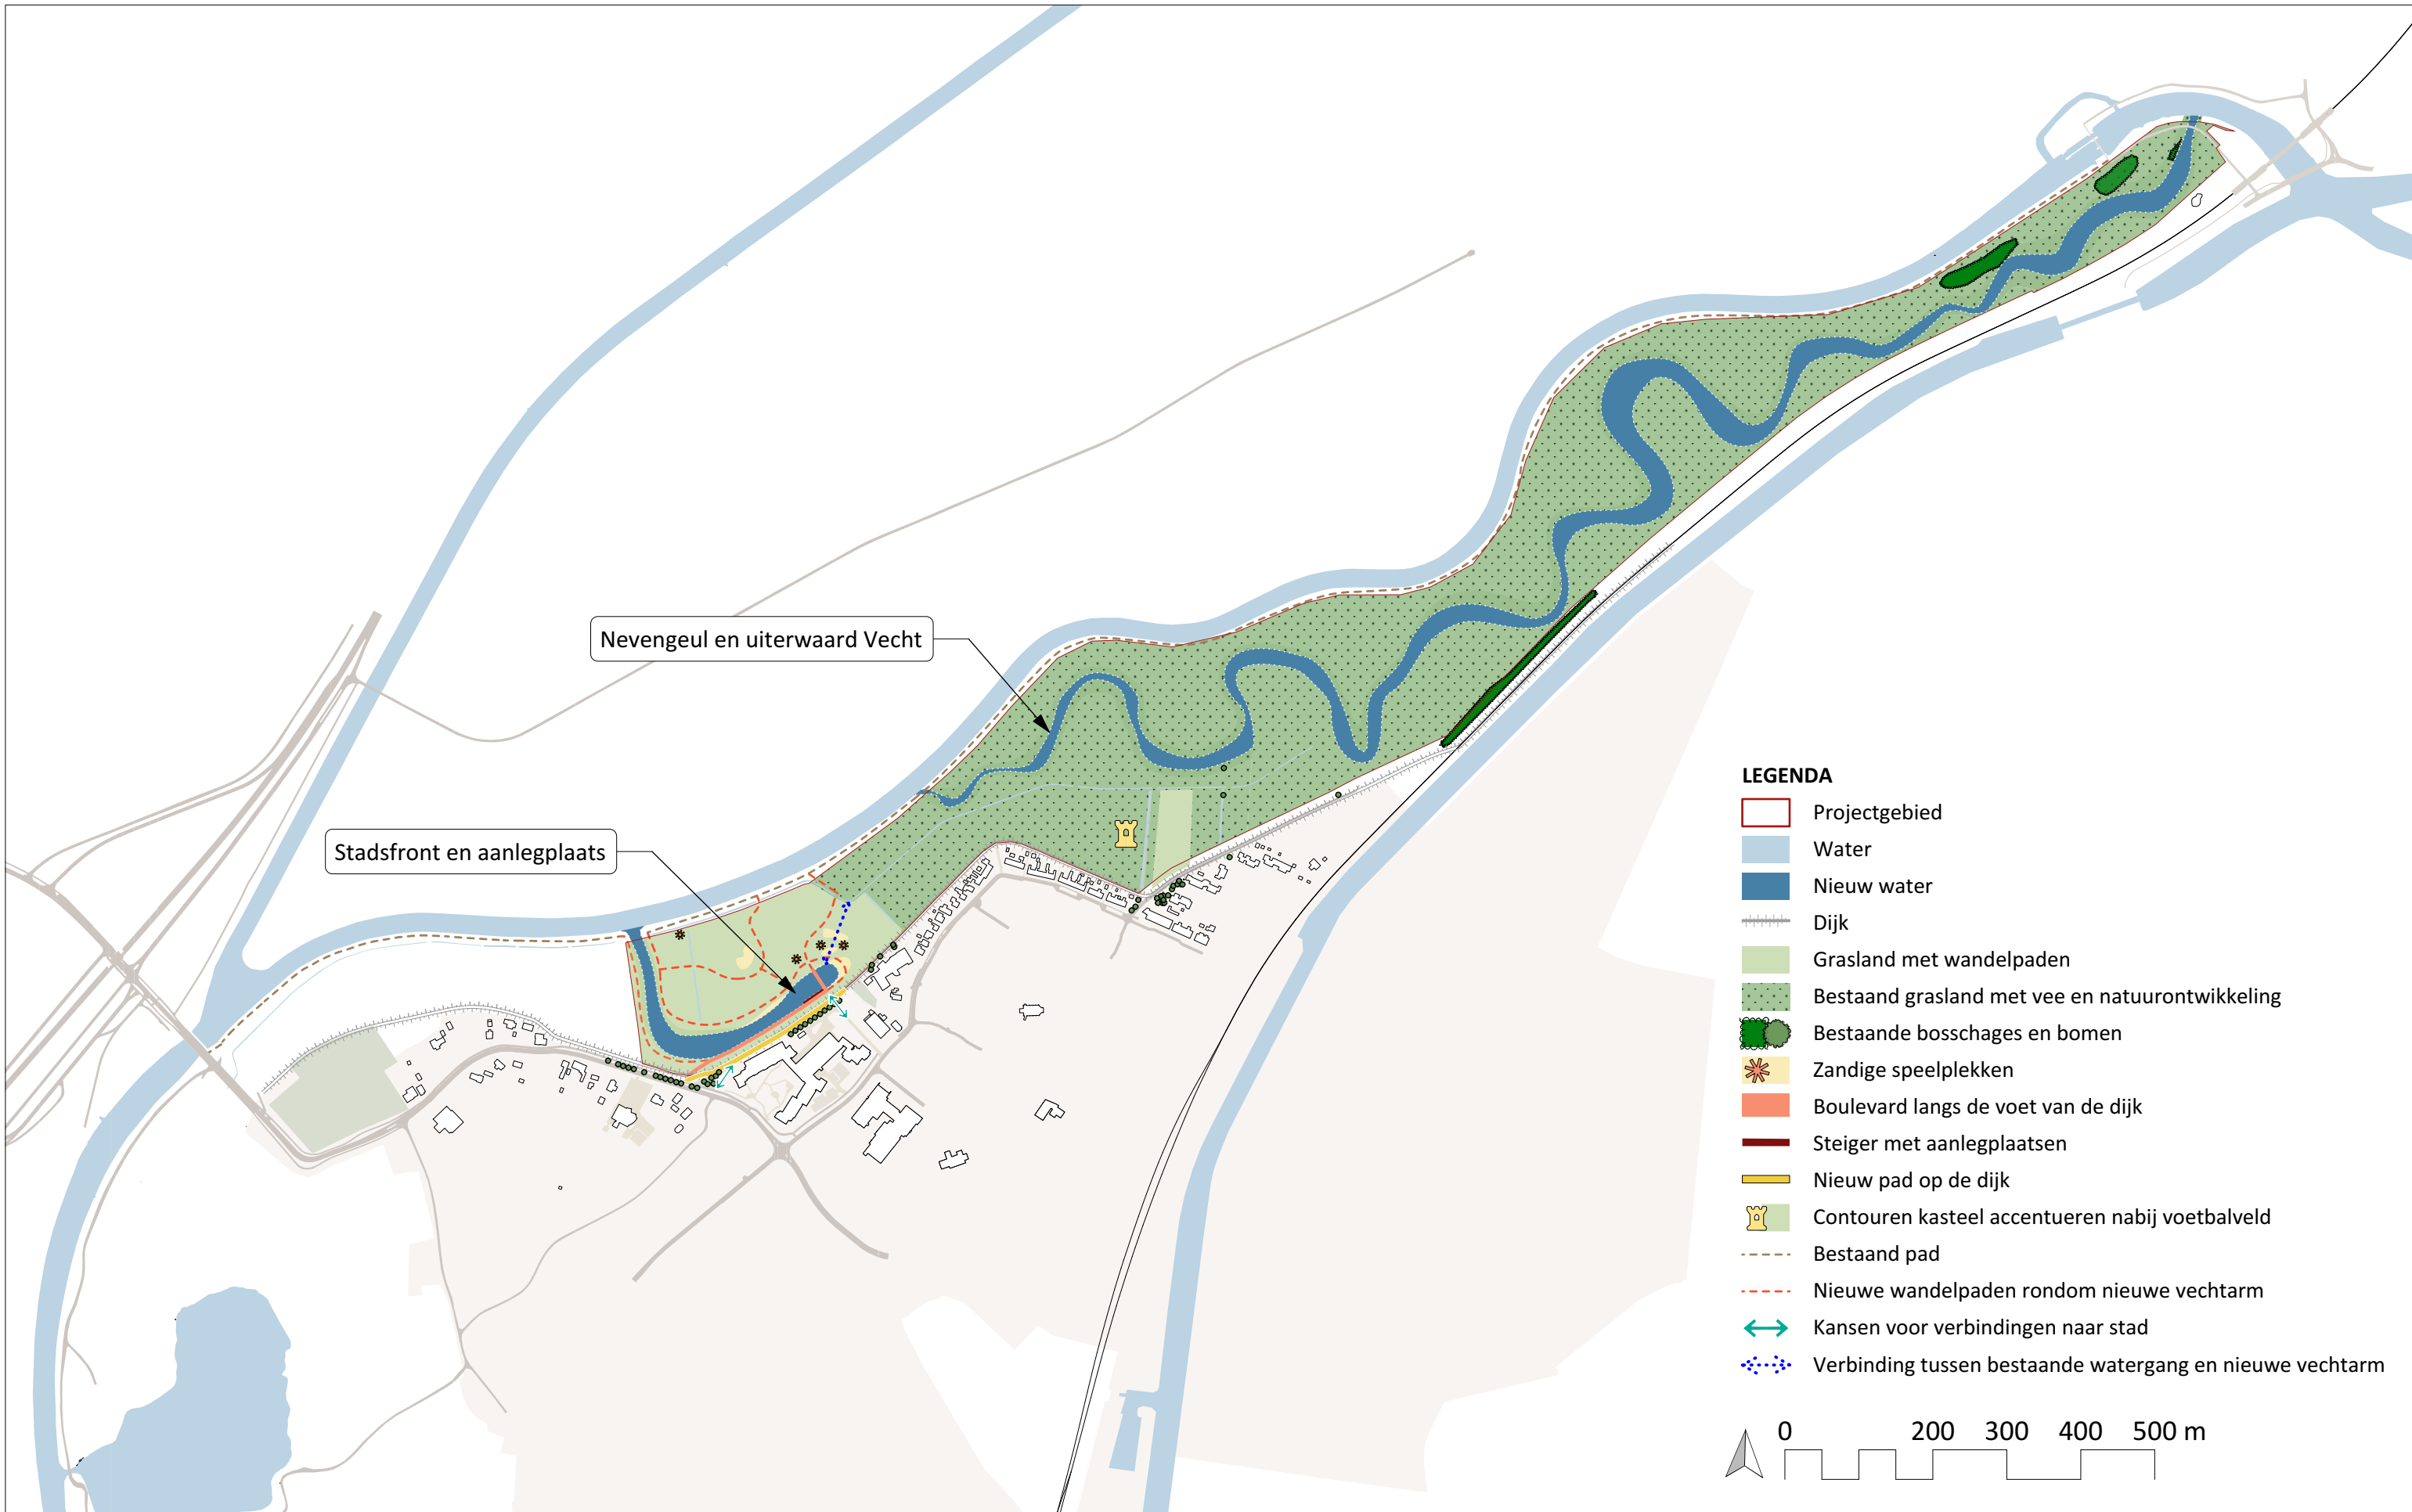 Nevengeul en uiterwaard Vecht
Stadsfront en aanlegplaats
LEGENDA
Projectgebied
Water
Nieuw water
Dijk
Grasland met wandelpaden
Bestaand grasland met vee en natuurontwikkeling
Bestaande bosschages en bomen
Zandige speelplekken
Boulevard langs de voet van de dijk
Steiger met aanlegplaatsen
Nieuw pad op de dijk
Contouren kasteel accentueren nabij voetbalveld
Bestaand pad
Nieuwe wandelpaden rondom nieuwe vechtarm
Kansen voor verbindingen naar stad
Verbinding tussen bestaande watergang en nieuwe vechtarm
0 200 300 400 500 m